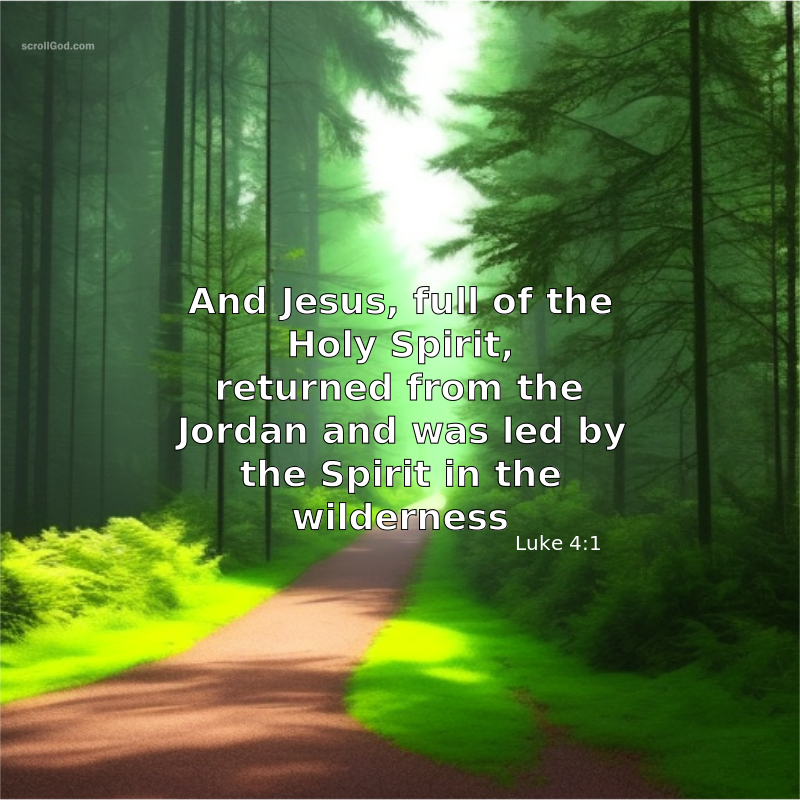 scrollGod.com
And Jesus, full of the
Holy Spirit,
returned from the
Jordan and was led by
the Spirit in the
wilderness
Luke 4:1